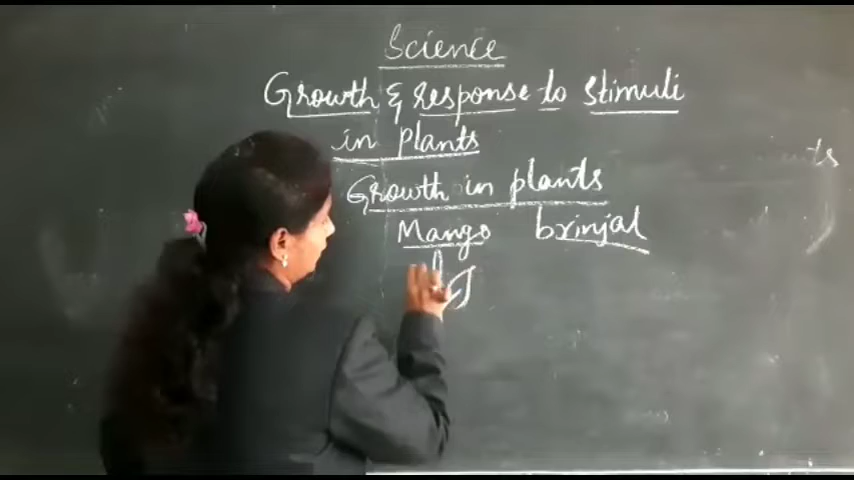 Science
Growth & response to stimuli
in plants
Growth in plants
Mango brinjal